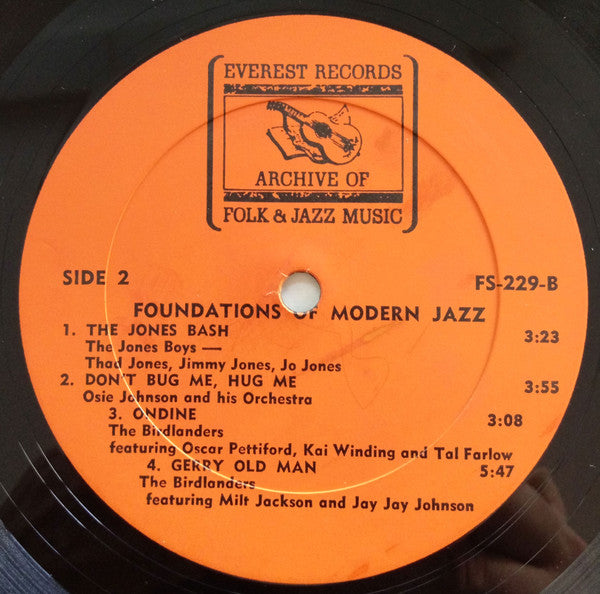 EVEREST RECORDS
ARCHIVE OF
FOLK & JAZZ MUSIC
SIDE 2
FS-229-B
FOUNDATIONS OF MODERN JAZZ
1. THE JONES BASH 3:23
The Jones Boys —
Thad Jones, Jimmy Jones, Jo Jones
2. DON'T BUG ME, HUG ME 3:55
Osie Johnson and his Orchestra
3. ONDINE 3:08
The Birdlanders
featuring Oscar Pettiford, Kai Winding and Tal Farlow
4. GERRY OLD MAN 5:47
The Birdlanders
featuring Milt Jackson and Jay Jay Johnson